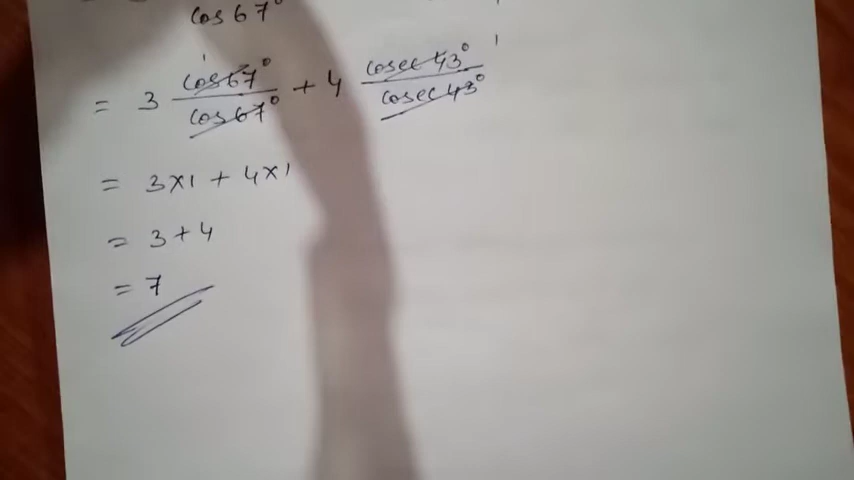 cos 67°
= 3 cos 67° / cos 67° + 4 cosec 43° / cosec 43°
= 3×1 + 4×1
= 3 + 4
= 7